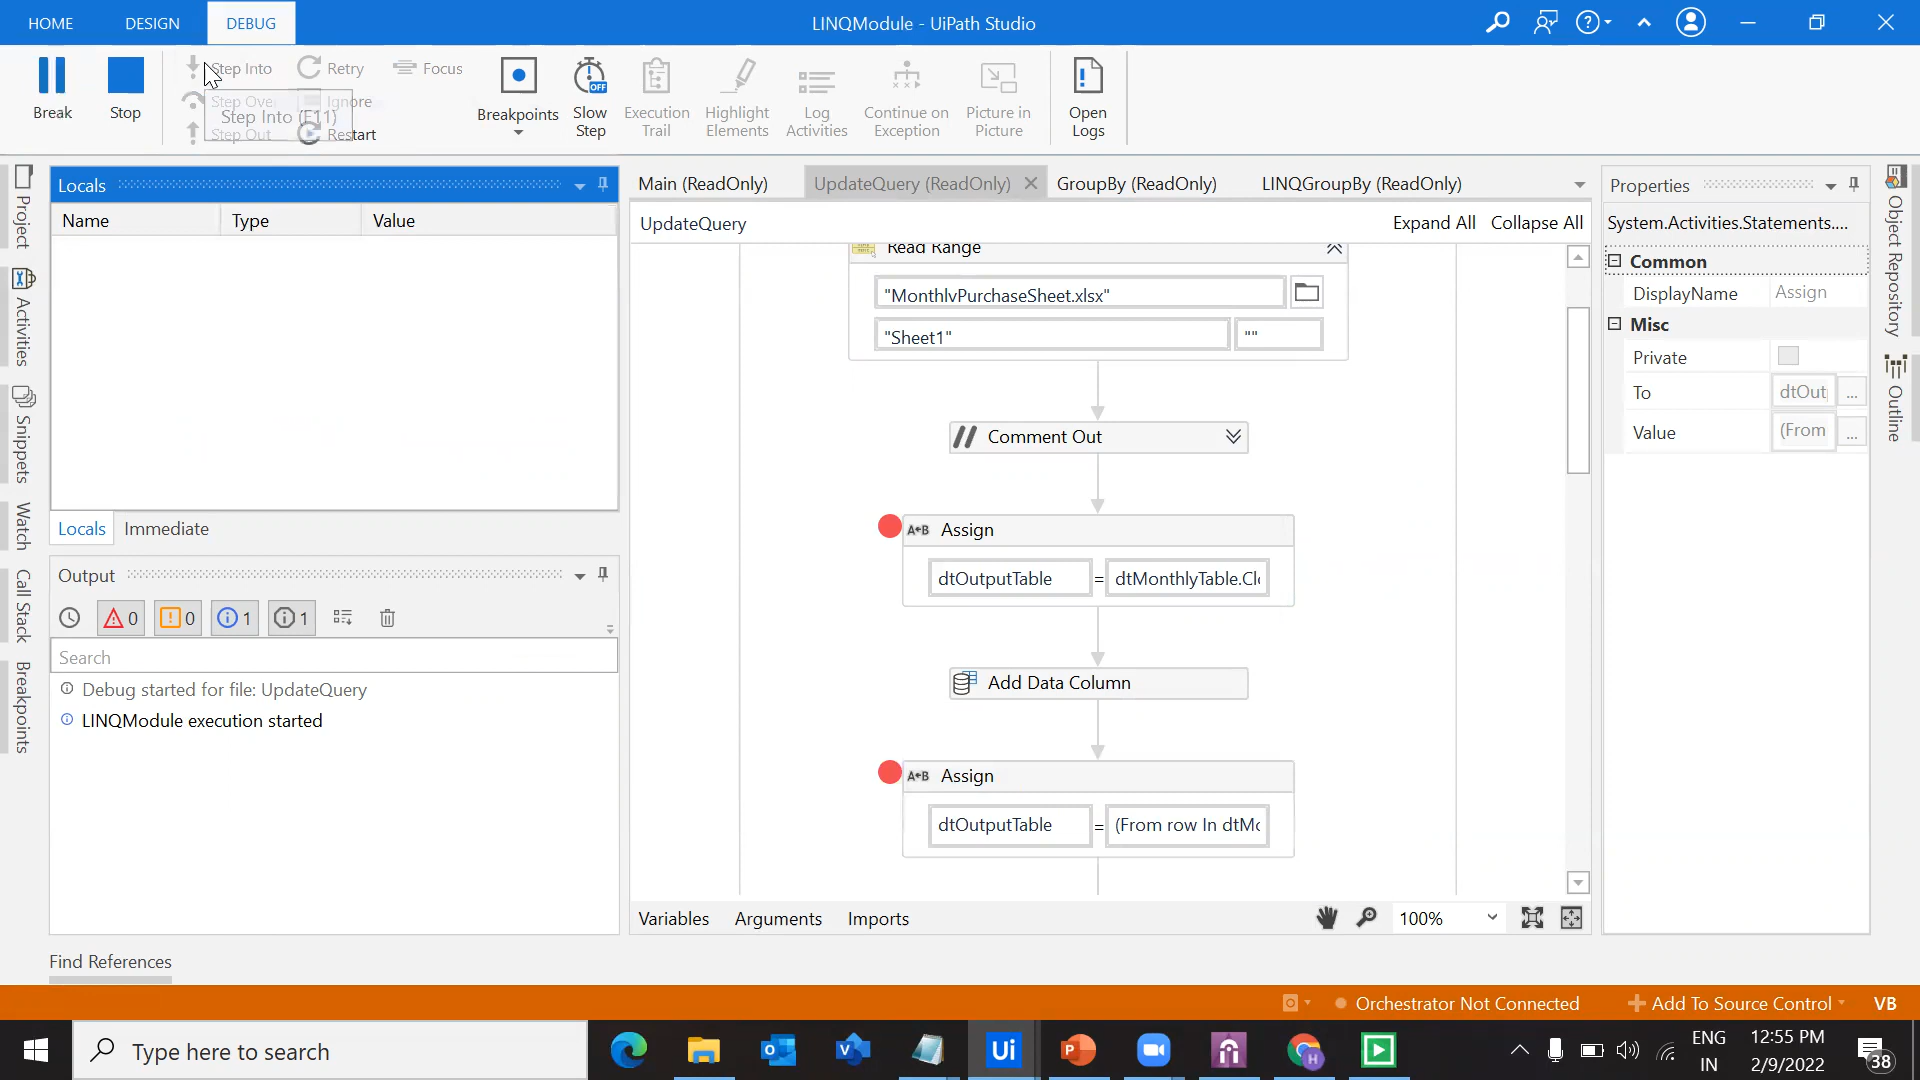 HOME DESIGN DEBUG LINQModule - UiPath Studio
Break
Stop
Step Into
Step Over
Step Out
Step Into (F11)
Retry
Ignore
Restart
Focus
Breakpoints
Slow
Step
Execution
Trail
Highlight
Elements
Log
Activities
Continue on
Exception
Picture in
Picture
Open
Logs
Project
Activities
Snippets
Watch
Call Stack
Breakpoints
Locals
Name Type Value
Locals Immediate
Output
0 0 1 1
Search
Debug started for file: UpdateQuery
LINQModule execution started
Find References
Main (ReadOnly) UpdateQuery (ReadOnly) GroupBy (ReadOnly) LINQGroupBy (ReadOnly)
UpdateQuery Expand All Collapse All
Read Range
"MonthlyPurchaseSheet.xlsx"
"Sheet1" ""
Comment Out
A+B Assign
dtOutputTable = dtMonthlyTable.Clo
Add Data Column
A+B Assign
dtOutputTable = (From row In dtMo
Variables Arguments Imports 100%
Properties
System.Activities.Statements....
Common
DisplayName Assign
Misc
Private
To dtOut ...
Value (From ...
Object Repository
Outline
Orchestrator Not Connected Add To Source Control VB
Type here to search
Ui
ENG
IN
12:55 PM
2/9/2022
38